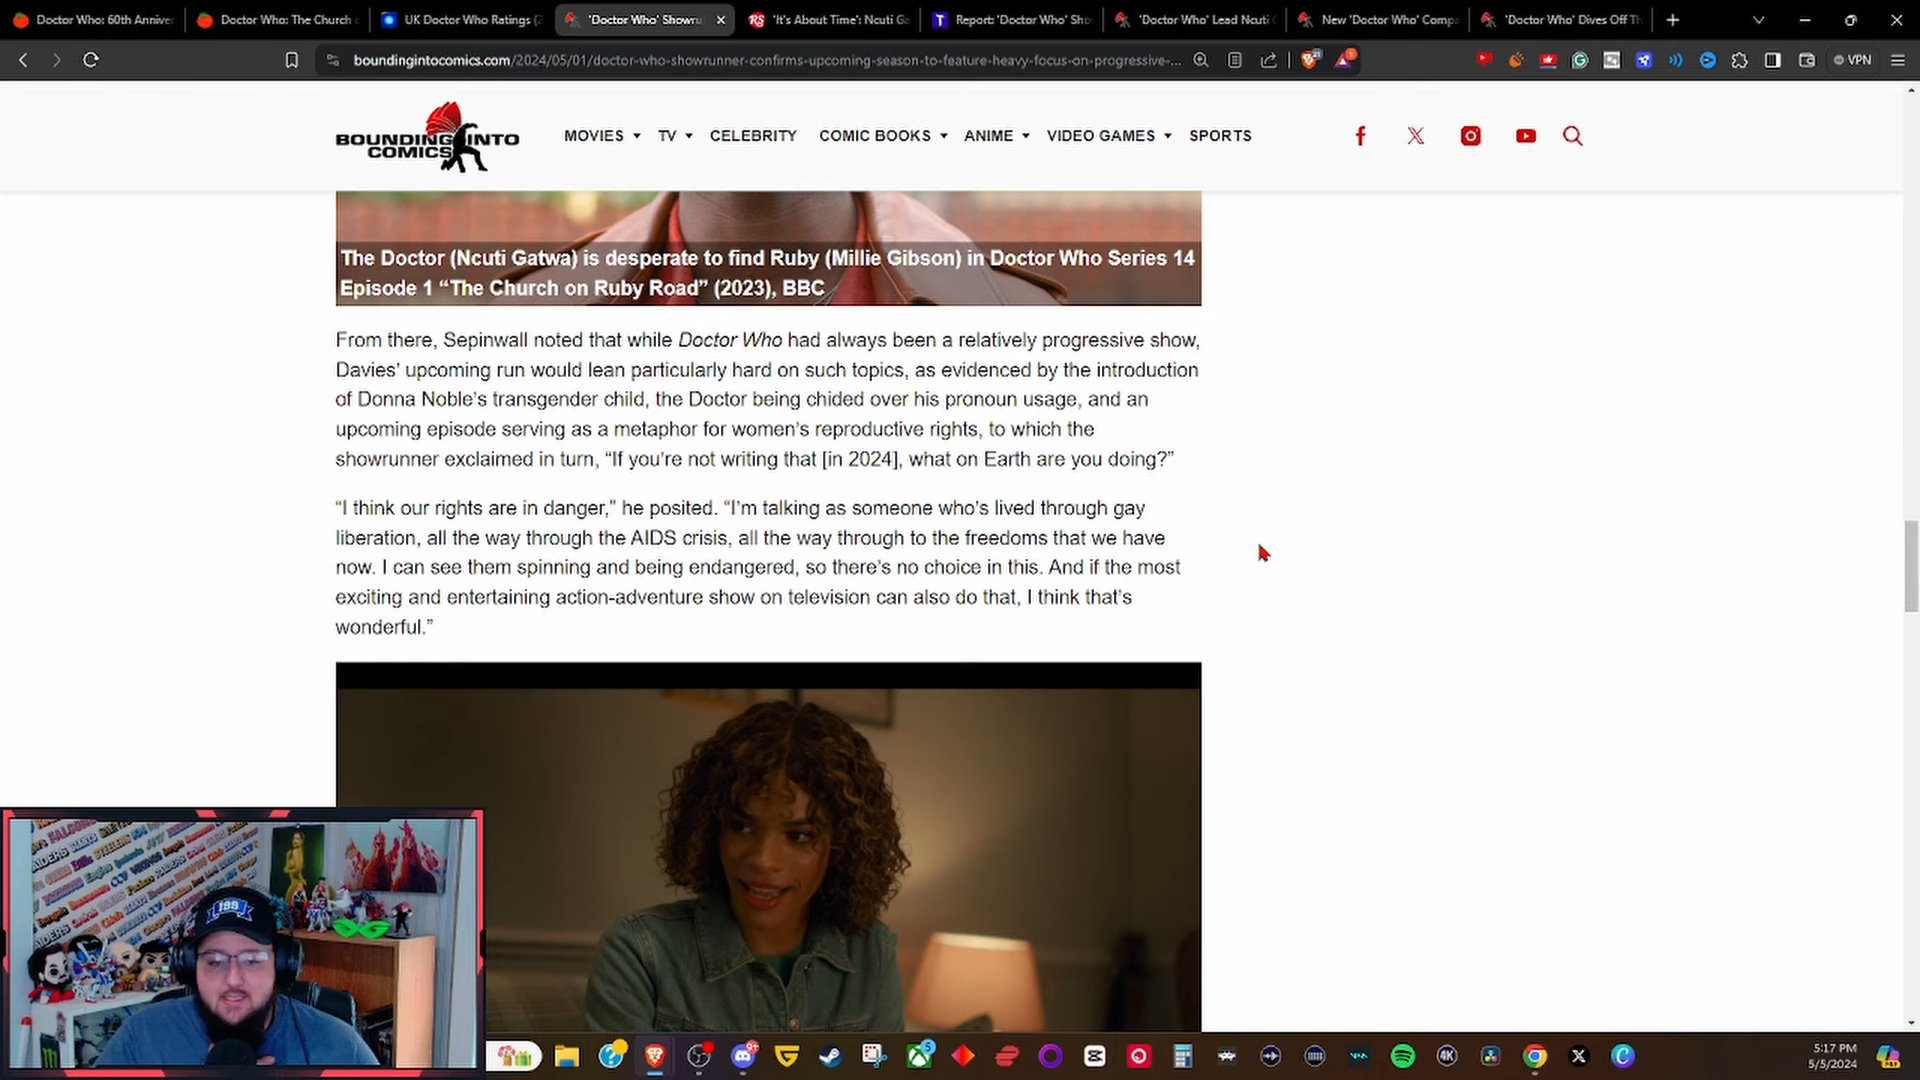 Doctor Who: 60th Anniver
Doctor Who: The Church o
UK Doctor Who Ratings (2
'Doctor Who' Showru
'It's About Time': Ncuti Ga
Report: 'Doctor Who' Sho
'Doctor Who' Lead Ncuti G
New 'Doctor Who' Compa
'Doctor Who' Dives Off Th
boundingintocomics.com/2024/05/01/doctor-who-showrunner-confirms-upcoming-season-to-feature-heavy-focus-on-progressive-...
VPN
BOUNDING INTO
COMICS
MOVIES
TV
CELEBRITY
COMIC BOOKS
ANIME
VIDEO GAMES
SPORTS
The Doctor (Ncuti Gatwa) is desperate to find Ruby (Millie Gibson) in Doctor Who Series 14
Episode 1 “The Church on Ruby Road” (2023), BBC
From there, Sepinwall noted that while Doctor Who had always been a relatively progressive show,
Davies’ upcoming run would lean particularly hard on such topics, as evidenced by the introduction
of Donna Noble’s transgender child, the Doctor being chided over his pronoun usage, and an
upcoming episode serving as a metaphor for women’s reproductive rights, to which the
showrunner exclaimed in turn, “If you’re not writing that [in 2024], what on Earth are you doing?”
“I think our rights are in danger,” he posited. “I’m talking as someone who’s lived through gay
liberation, all the way through the AIDS crisis, all the way through to the freedoms that we have
now. I can see them spinning and being endangered, so there’s no choice in this. And if the most
exciting and entertaining action-adventure show on television can also do that, I think that’s
wonderful.”
5:17 PM
5/5/2024